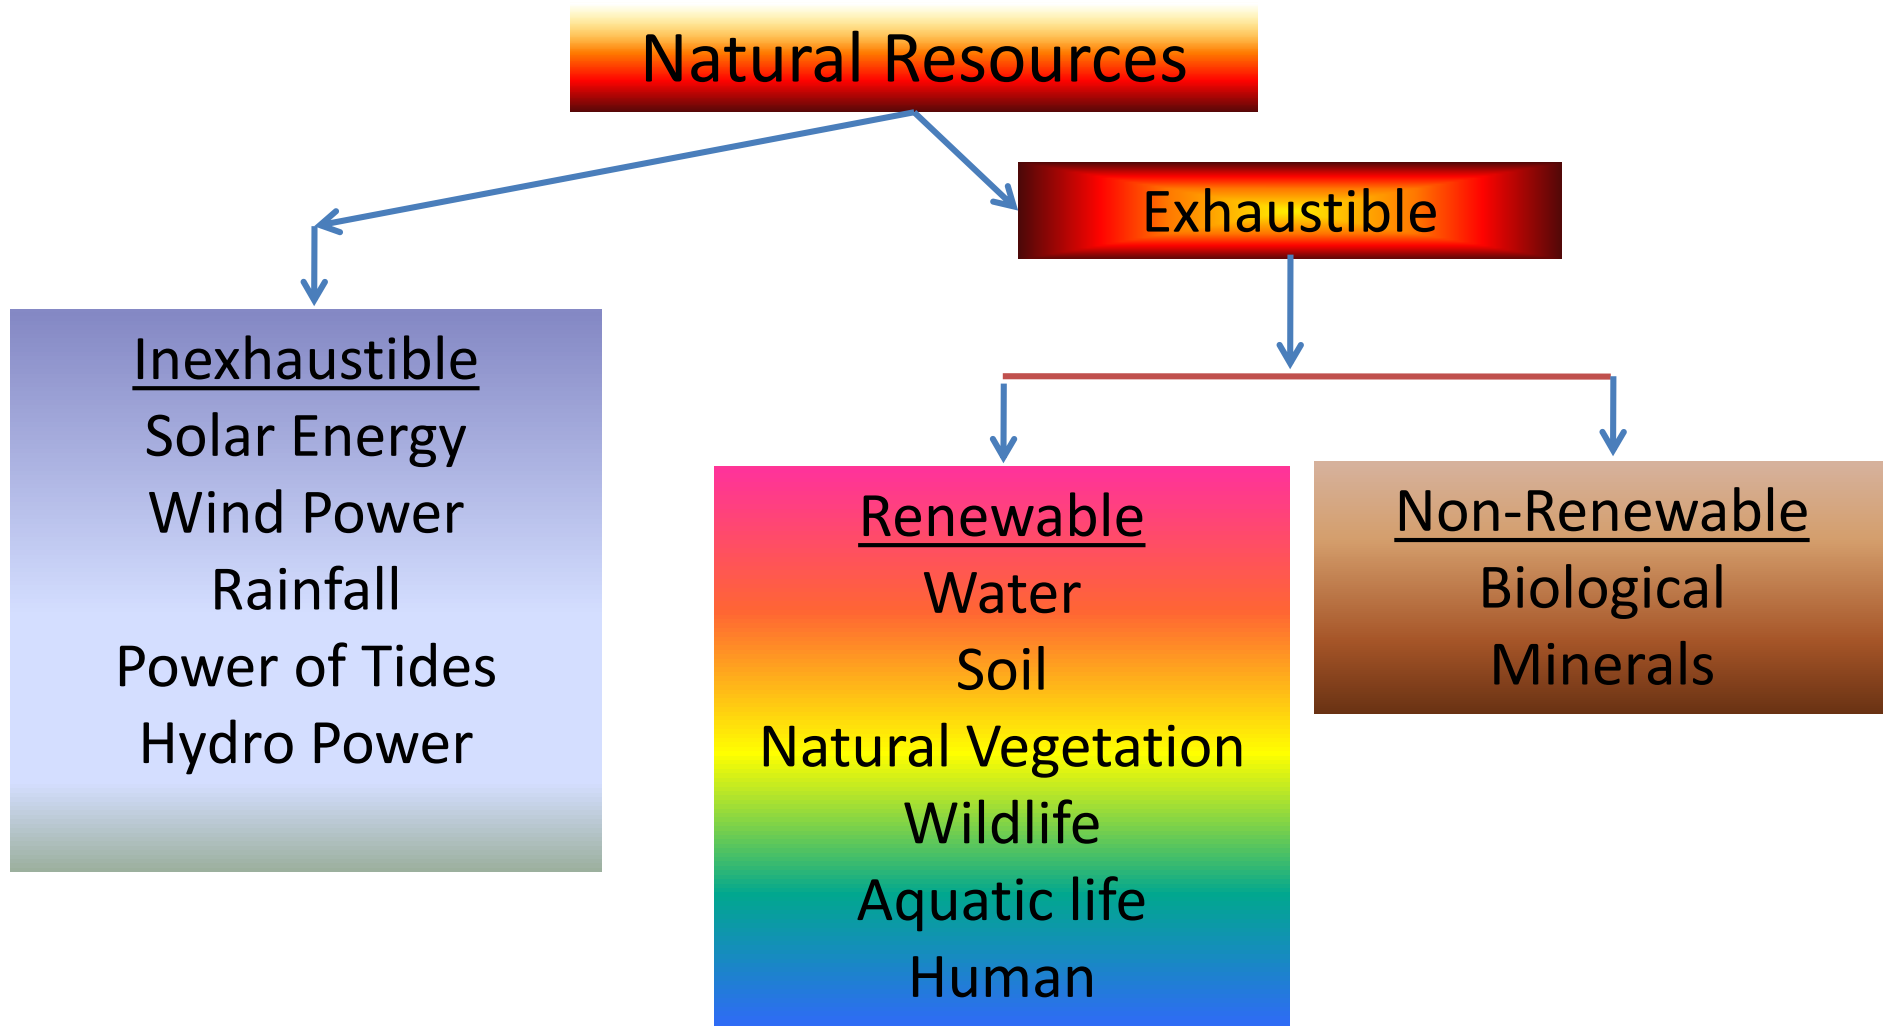 Natural Resources
Exhaustible
Inexhaustible
Solar Energy
Wind Power
Rainfall
Power of Tides
Hydro Power
Renewable
Water
Soil
Natural Vegetation
Wildlife
Aquatic life
Human
Non-Renewable
Biological
Minerals